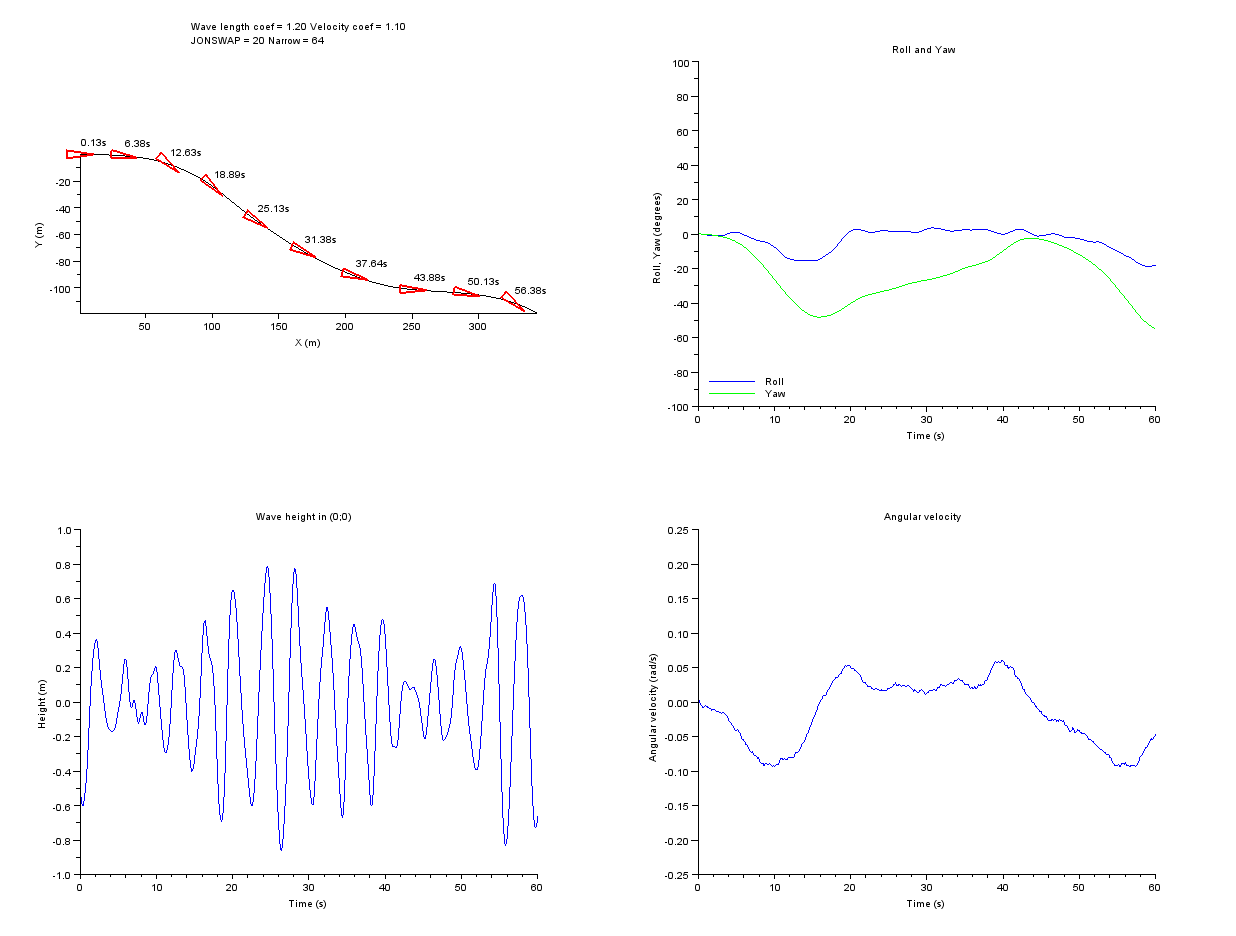 Wave length coef = 1.20 Velocity coef = 1.10
JONSWAP = 20 Narrow = 64
0.13s
6.38s
12.63s
18.89s
25.13s
31.38s
37.64s
43.88s
50.13s
56.38s
-20
-40
-60
-80
-100
Y (m)
50
100
150
200
250
300
X (m)
Roll and Yaw
100
80
60
40
20
0
-20
-40
-60
-80
-100
Roll, Yaw (degrees)
Roll
Yaw
0
10
20
30
40
50
60
Time (s)
Wave height in (0;0)
1.0
0.8
0.6
0.4
0.2
0.0
-0.2
-0.4
-0.6
-0.8
-1.0
Height (m)
0
10
20
30
40
50
60
Time (s)
Angular velocity
0.25
0.20
0.15
0.10
0.05
0.00
-0.05
-0.10
-0.15
-0.20
-0.25
Angular velocity (rad/s)
0
10
20
30
40
50
60
Time (s)